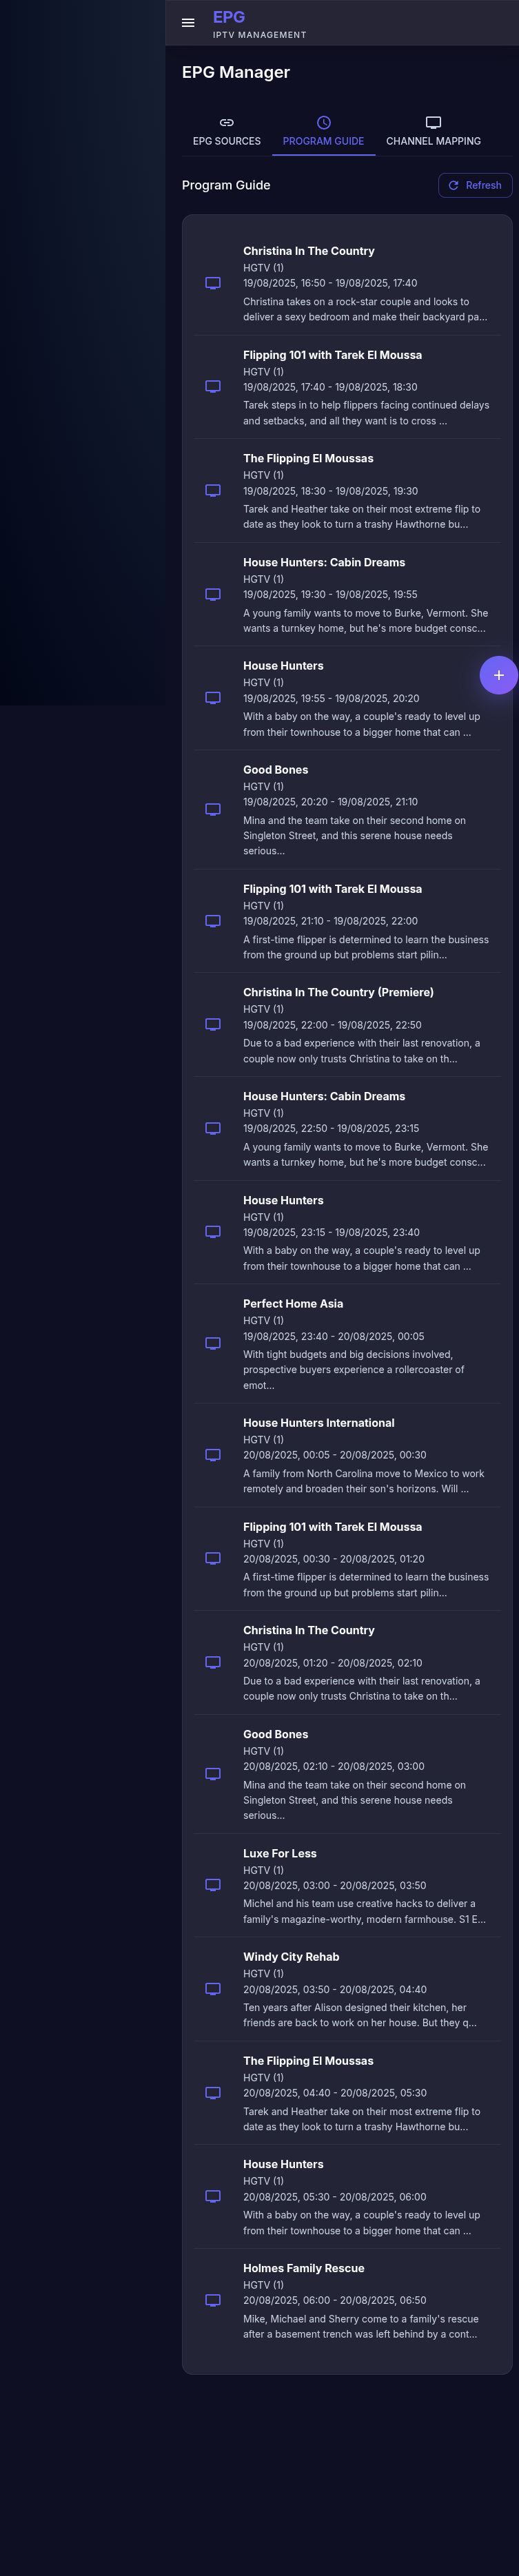 EPG
IPTV MANAGEMENT
EPG Manager
EPG SOURCES
PROGRAM GUIDE
CHANNEL MAPPING
Program Guide
Refresh
Christina In The Country
HGTV (1)
19/08/2025, 16:50 - 19/08/2025, 17:40
Christina takes on a rock-star couple and looks to
deliver a sexy bedroom and make their backyard pa...
Flipping 101 with Tarek El Moussa
HGTV (1)
19/08/2025, 17:40 - 19/08/2025, 18:30
Tarek steps in to help flippers facing continued delays
and setbacks, and all they want is to cross ...
The Flipping El Moussas
HGTV (1)
19/08/2025, 18:30 - 19/08/2025, 19:30
Tarek and Heather take on their most extreme flip to
date as they look to turn a trashy Hawthorne bu...
House Hunters: Cabin Dreams
HGTV (1)
19/08/2025, 19:30 - 19/08/2025, 19:55
A young family wants to move to Burke, Vermont. She
wants a turnkey home, but he's more budget consc...
House Hunters
HGTV (1)
19/08/2025, 19:55 - 19/08/2025, 20:20
With a baby on the way, a couple's ready to level up
from their townhouse to a bigger home that can ...
Good Bones
HGTV (1)
19/08/2025, 20:20 - 19/08/2025, 21:10
Mina and the team take on their second home on
Singleton Street, and this serene house needs
serious...
Flipping 101 with Tarek El Moussa
HGTV (1)
19/08/2025, 21:10 - 19/08/2025, 22:00
A first-time flipper is determined to learn the business
from the ground up but problems start pilin...
Christina In The Country (Premiere)
HGTV (1)
19/08/2025, 22:00 - 19/08/2025, 22:50
Due to a bad experience with their last renovation, a
couple now only trusts Christina to take on th...
House Hunters: Cabin Dreams
HGTV (1)
19/08/2025, 22:50 - 19/08/2025, 23:15
A young family wants to move to Burke, Vermont. She
wants a turnkey home, but he's more budget consc...
House Hunters
HGTV (1)
19/08/2025, 23:15 - 19/08/2025, 23:40
With a baby on the way, a couple's ready to level up
from their townhouse to a bigger home that can ...
Perfect Home Asia
HGTV (1)
19/08/2025, 23:40 - 20/08/2025, 00:05
With tight budgets and big decisions involved,
prospective buyers experience a rollercoaster of
emot...
House Hunters International
HGTV (1)
20/08/2025, 00:05 - 20/08/2025, 00:30
A family from North Carolina move to Mexico to work
remotely and broaden their son's horizons. Will ...
Flipping 101 with Tarek El Moussa
HGTV (1)
20/08/2025, 00:30 - 20/08/2025, 01:20
A first-time flipper is determined to learn the business
from the ground up but problems start pilin...
Christina In The Country
HGTV (1)
20/08/2025, 01:20 - 20/08/2025, 02:10
Due to a bad experience with their last renovation, a
couple now only trusts Christina to take on th...
Good Bones
HGTV (1)
20/08/2025, 02:10 - 20/08/2025, 03:00
Mina and the team take on their second home on
Singleton Street, and this serene house needs
serious...
Luxe For Less
HGTV (1)
20/08/2025, 03:00 - 20/08/2025, 03:50
Michel and his team use creative hacks to deliver a
family's magazine-worthy, modern farmhouse. S1 E...
Windy City Rehab
HGTV (1)
20/08/2025, 03:50 - 20/08/2025, 04:40
Ten years after Alison designed their kitchen, her
friends are back to work on her house. But they q...
The Flipping El Moussas
HGTV (1)
20/08/2025, 04:40 - 20/08/2025, 05:30
Tarek and Heather take on their most extreme flip to
date as they look to turn a trashy Hawthorne bu...
House Hunters
HGTV (1)
20/08/2025, 05:30 - 20/08/2025, 06:00
With a baby on the way, a couple's ready to level up
from their townhouse to a bigger home that can ...
Holmes Family Rescue
HGTV (1)
20/08/2025, 06:00 - 20/08/2025, 06:50
Mike, Michael and Sherry come to a family's rescue
after a basement trench was left behind by a cont...